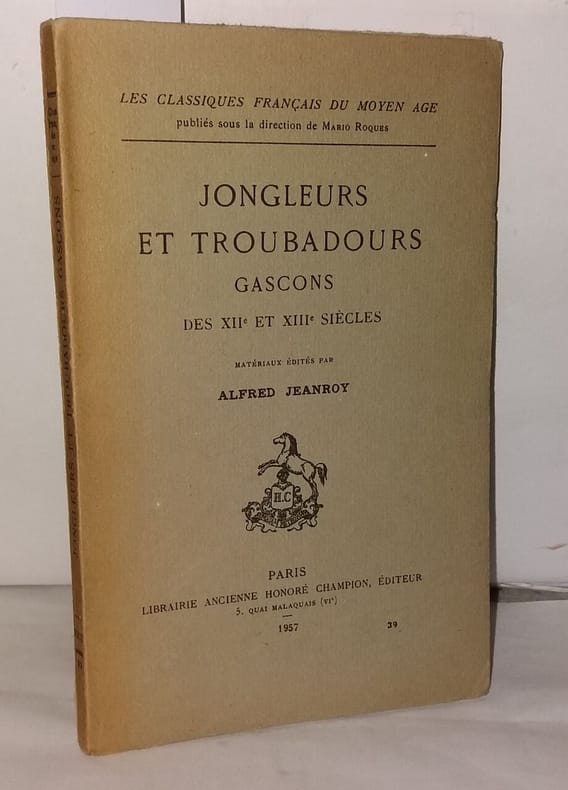 LES CLASSIQUES FRANÇAIS DU MOYEN AGE
publiés sous la direction de MARIO ROQUES
JONGLEURS
ET TROUBADOURS
GASCONS
DES XIIe ET XIIIe SIÈCLES
MATÉRIAUX ÉDITÉS PAR
ALFRED JEANROY
H.C
PARIS
LIBRAIRIE ANCIENNE HONORÉ CHAMPION, ÉDITEUR
5, QUAI MALAQUAIS (VIe)
1957
39
JONGLEURS ET TROUBADOURS GASCONS